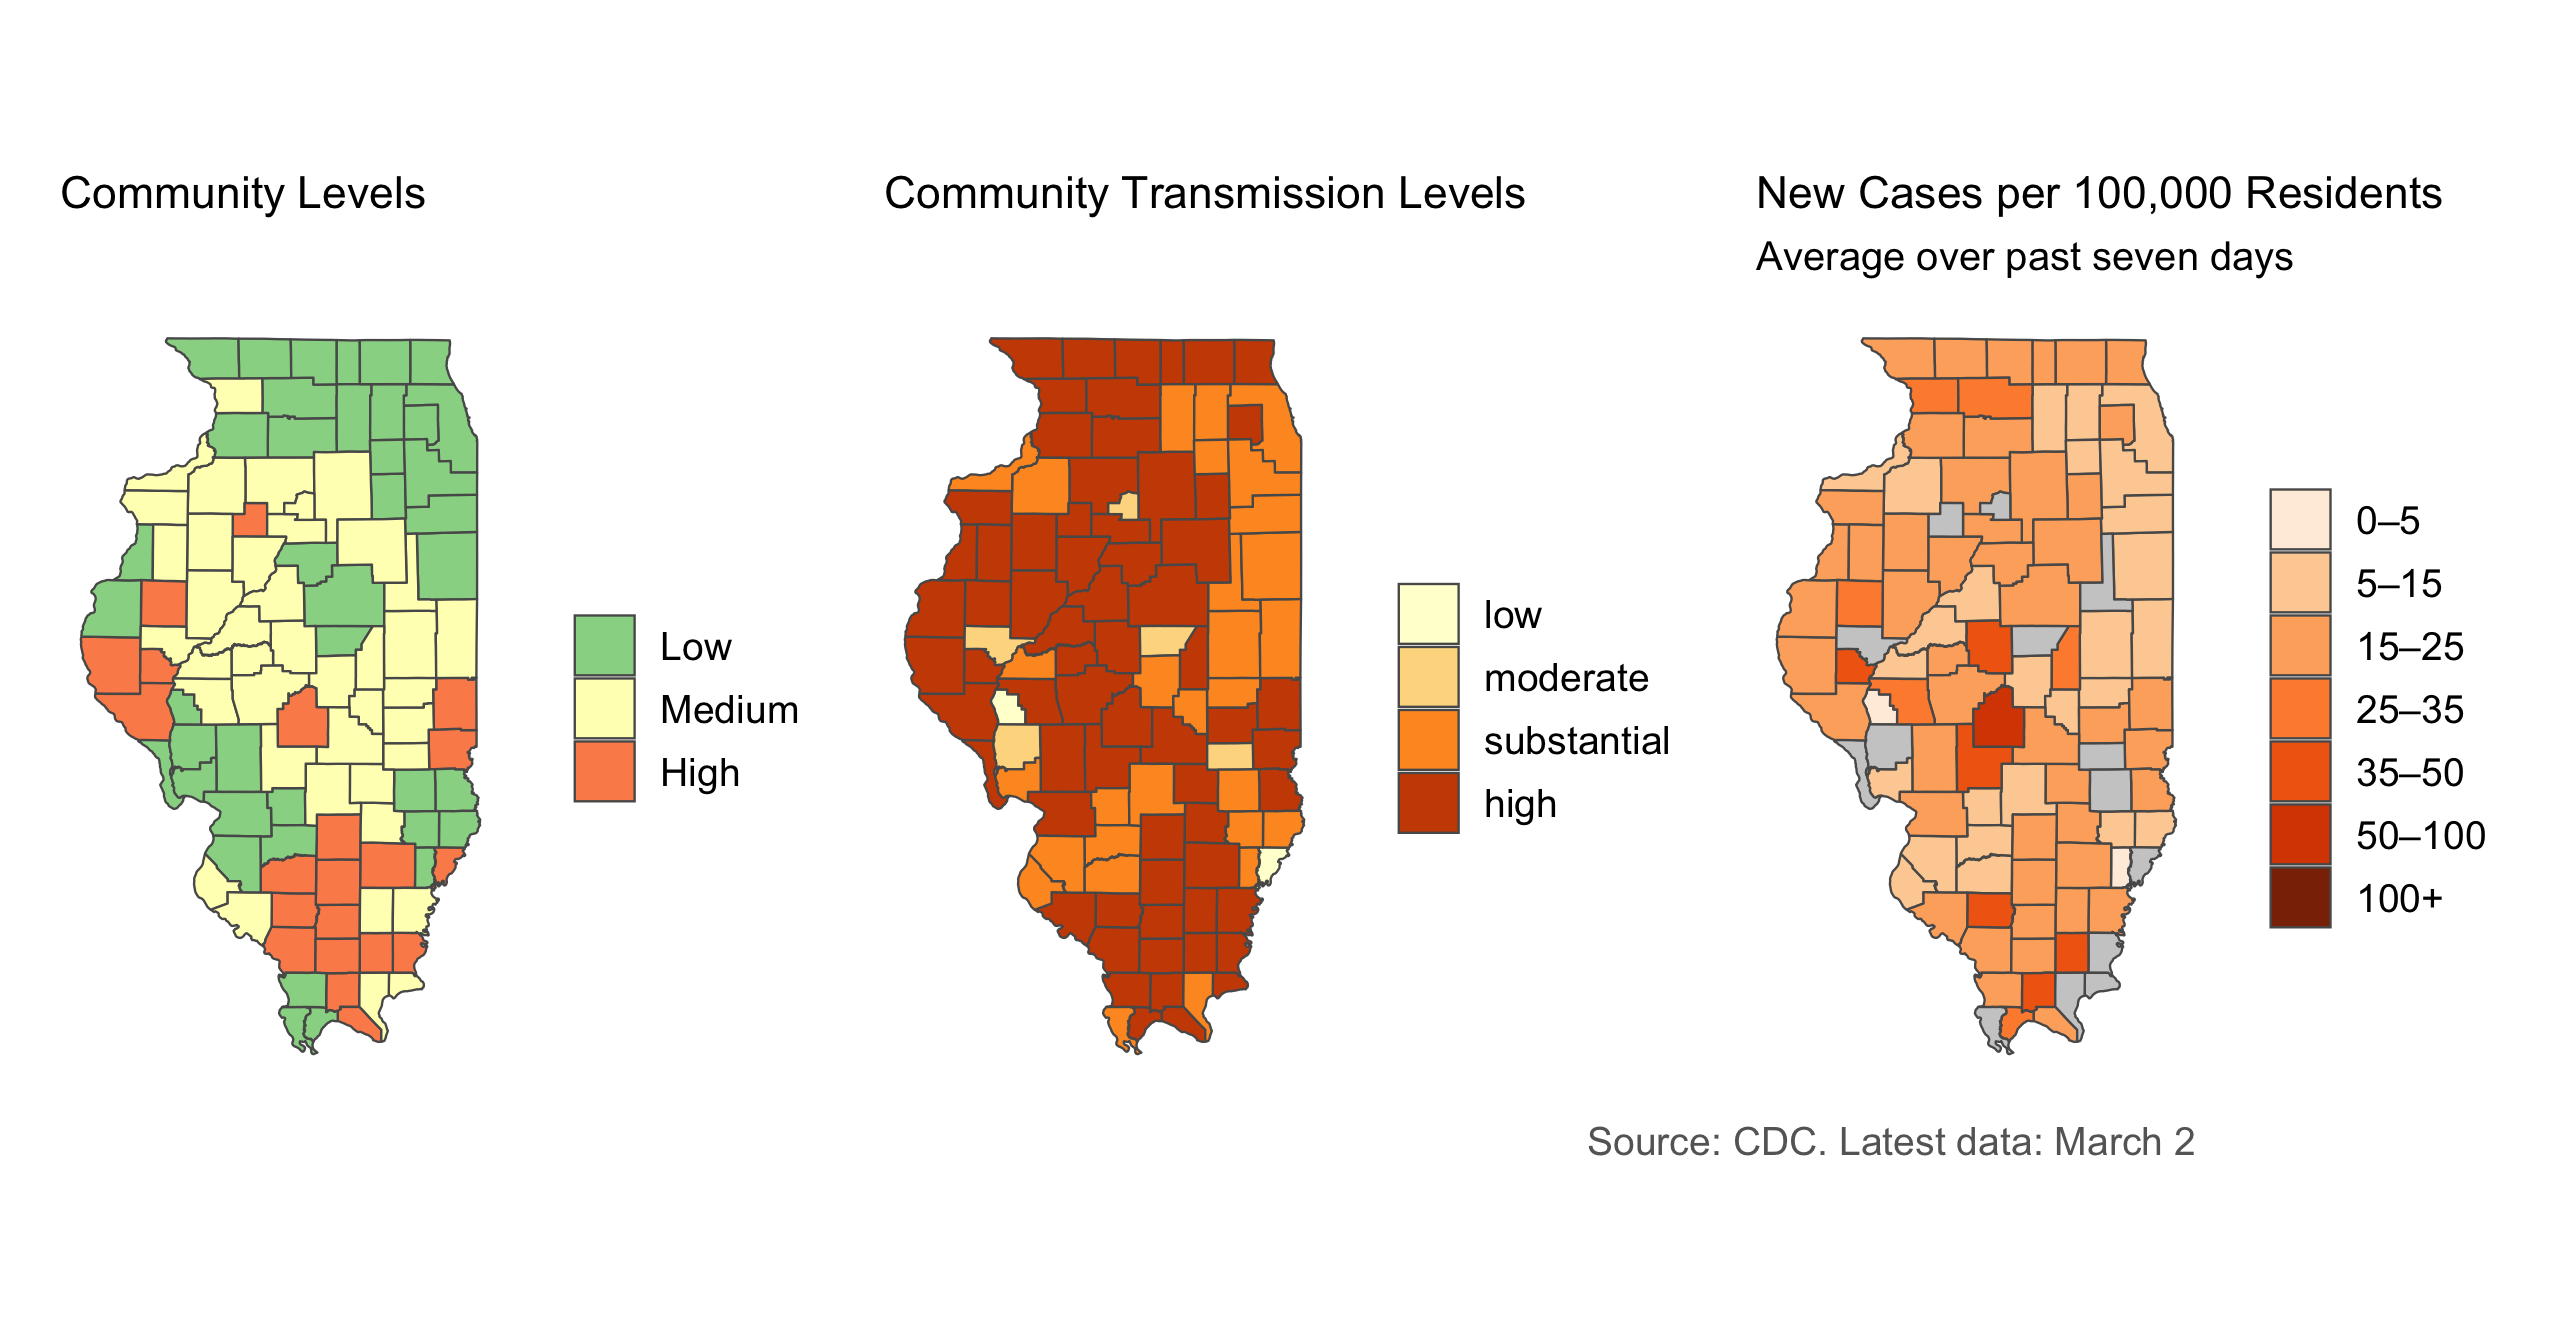 Community Levels
Low
Medium
High
Community Transmission Levels
low
moderate
substantial
high
New Cases per 100,000 Residents
Average over past seven days
0–5
5–15
15–25
25–35
35–50
50–100
100+
Source: CDC. Latest data: March 2